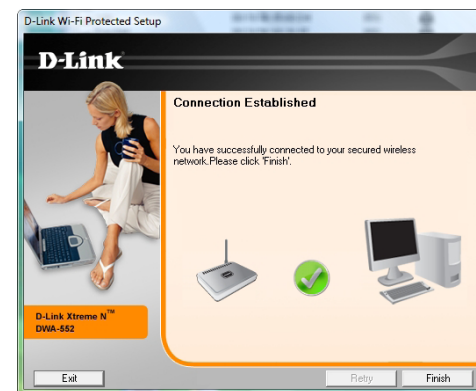 D-Link Wi-Fi Protected Setup
D-Link
Connection Established
You have successfully connected to your secured wireless
network.Please click 'Finish'.
D-Link Xtreme N™
DWA-552
Exit
Retry
Finish